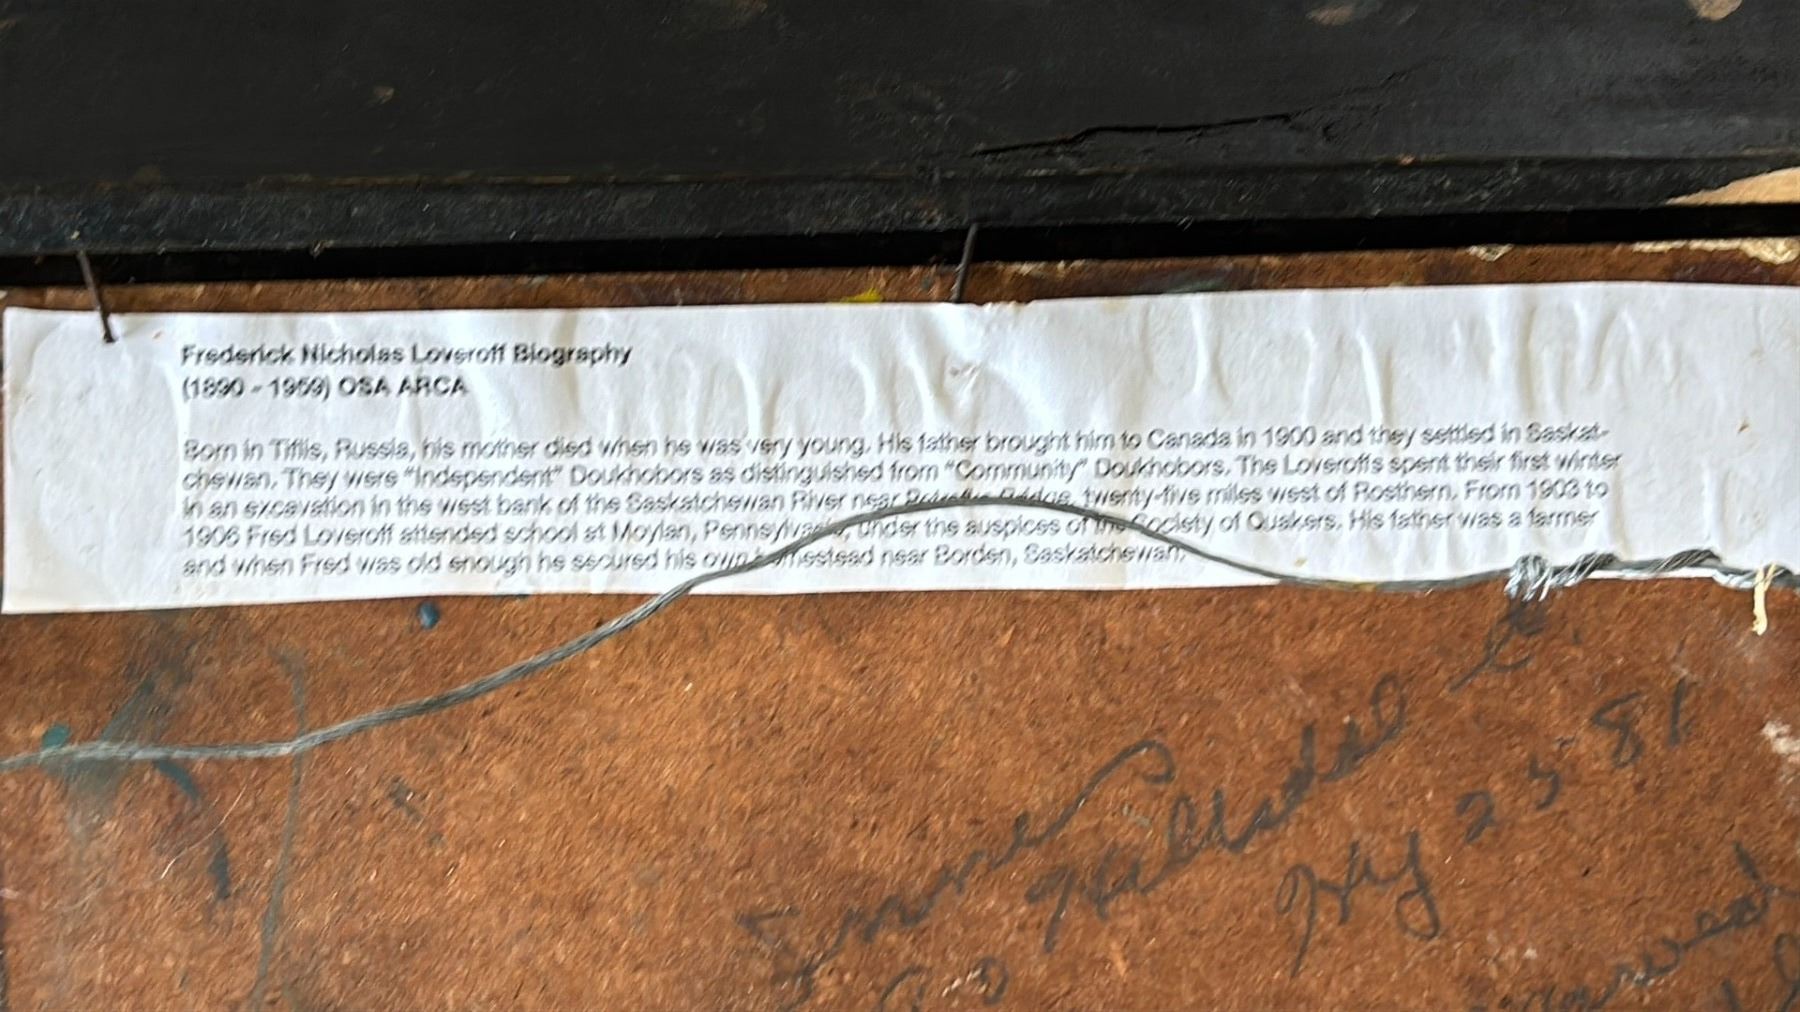 Frederick Nicholas Loveroff Biography
(1890 - 1959) OSA ARCA
Born in Tiflis, Russia, his mother died when he was very young. His father brought him to Canada in 1900 and they settled in Saskat-
chewan. They were "Independent" Doukhobors as distinguished from "Community" Doukhobors. The Loveroffs spent their first winter
in an excavation in the west bank of the Saskatchewan River near Bridge, twenty-five miles west of Rosthern. From 1903 to
1906 Fred Loveroff attended school at Moylan, Pennsylvania, under the auspices of the Society of Quakers. His father was a farmer
and when Fred was old enough he secured his own homestead near Borden, Saskatchewan.
May 25 81